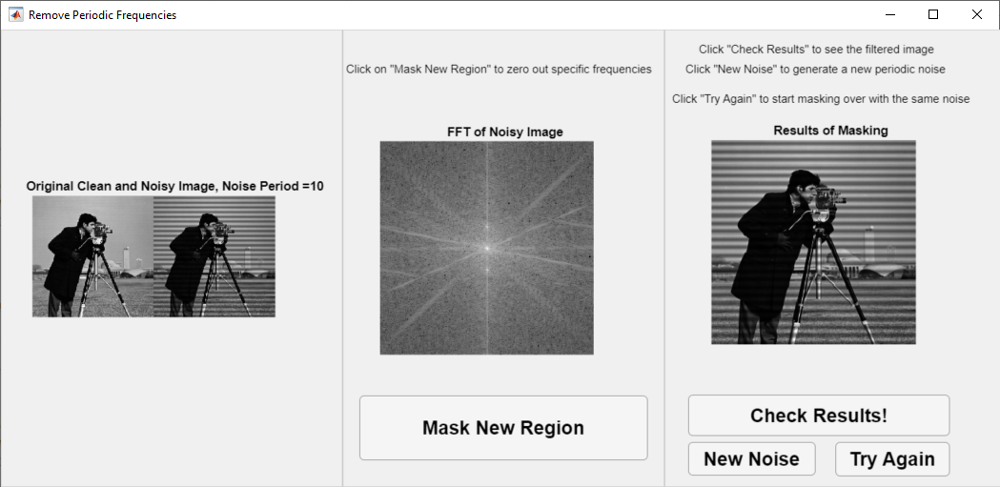 Remove Periodic Frequencies
Original Clean and Noisy Image, Noise Period =10
Click on "Mask New Region" to zero out specific frequencies
FFT of Noisy Image
Mask New Region
Click "Check Results" to see the filtered image
Click "New Noise" to generate a new periodic noise
Click "Try Again" to start masking over with the same noise
Results of Masking
Check Results!
New Noise
Try Again